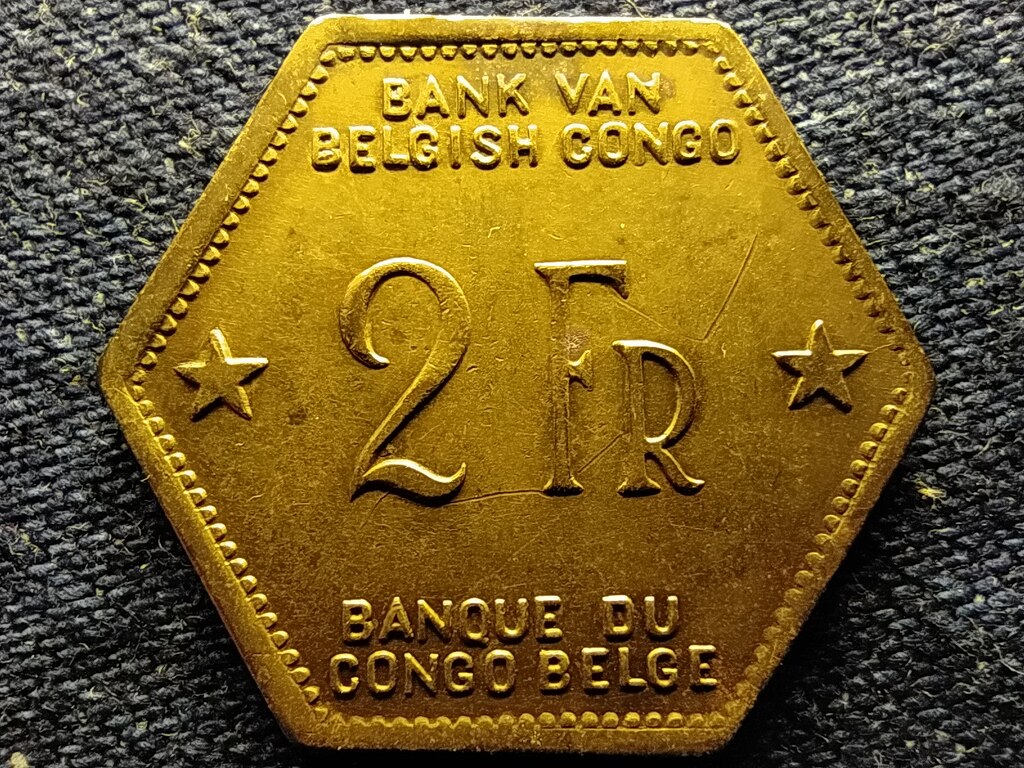 BANK VAN
BELGISH CONGO
2 FR
BANQUE DU
CONGO BELGE